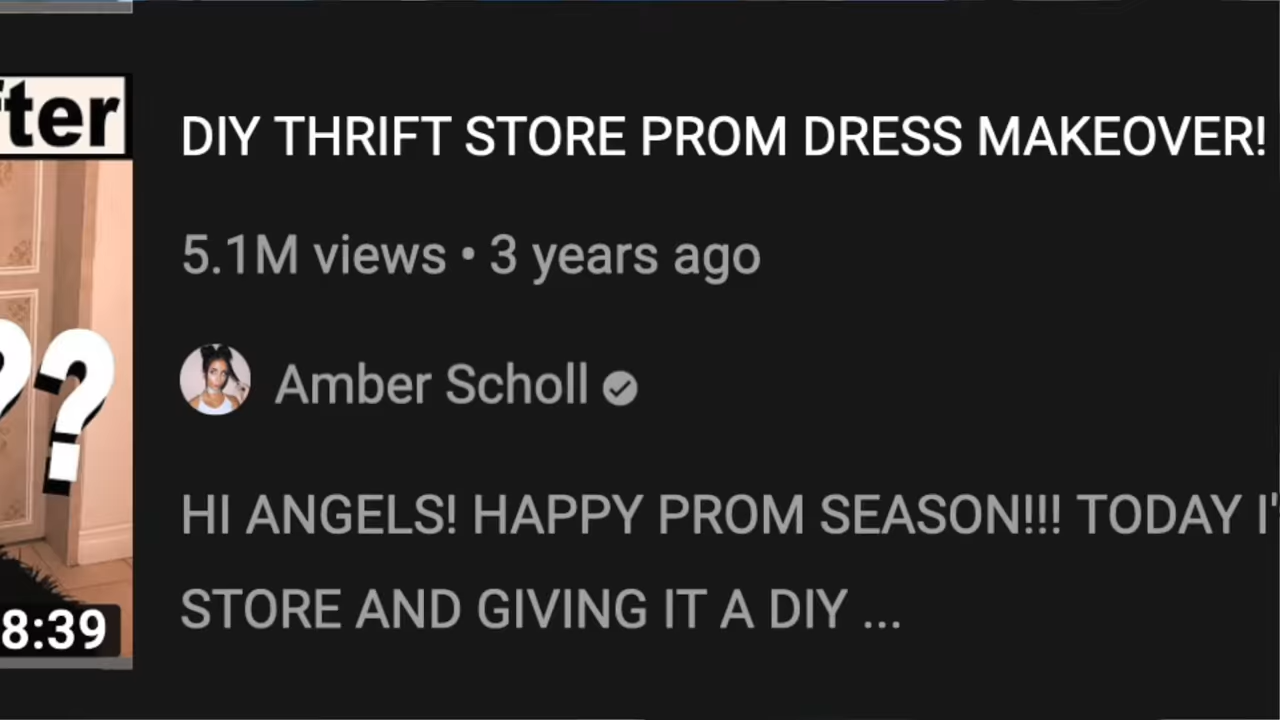 fter
DIY THRIFT STORE PROM DRESS MAKEOVER!
5.1M views • 3 years ago
Amber Scholl
HI ANGELS! HAPPY PROM SEASON!!! TODAY I'
STORE AND GIVING IT A DIY ...
??
8:39